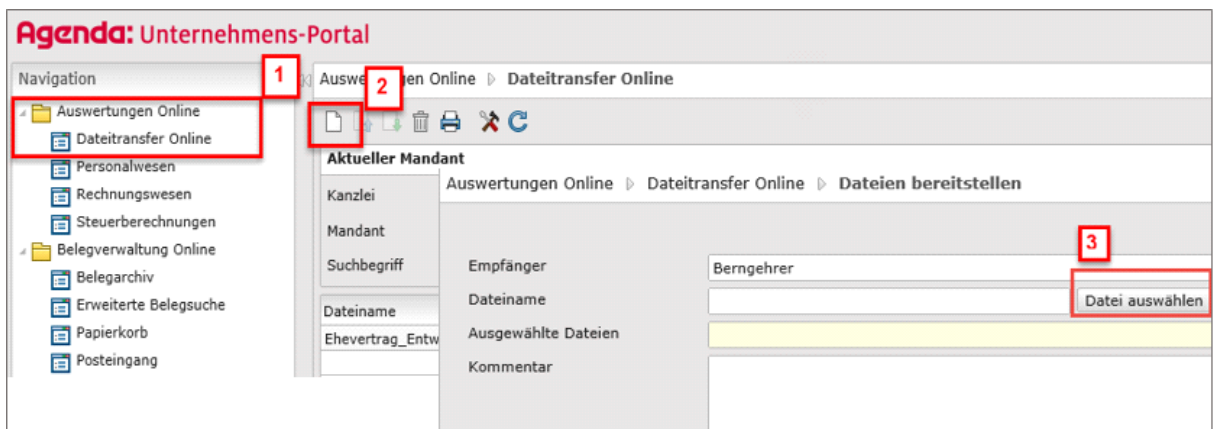 Agenda: Unternehmens-Portal
Navigation
1
Auswertungen Online
Dateitransfer Online
Personalwesen
Rechnungswesen
Steuerberechnungen
Belegverwaltung Online
Belegarchiv
Erweiterte Belegsuche
Papierkorb
Posteingang
Online Dateitransfer Online
2
Aktueller Mandant
Kanzlei
Mandant
Suchbegriff
Dateiname
Ehevertrag_Entw
Auswertungen Online Dateitransfer Online Dateien bereitstellen
3
Empfänger Berngehrer
Dateiname Datei auswählen
Ausgewählte Dateien
Kommentar